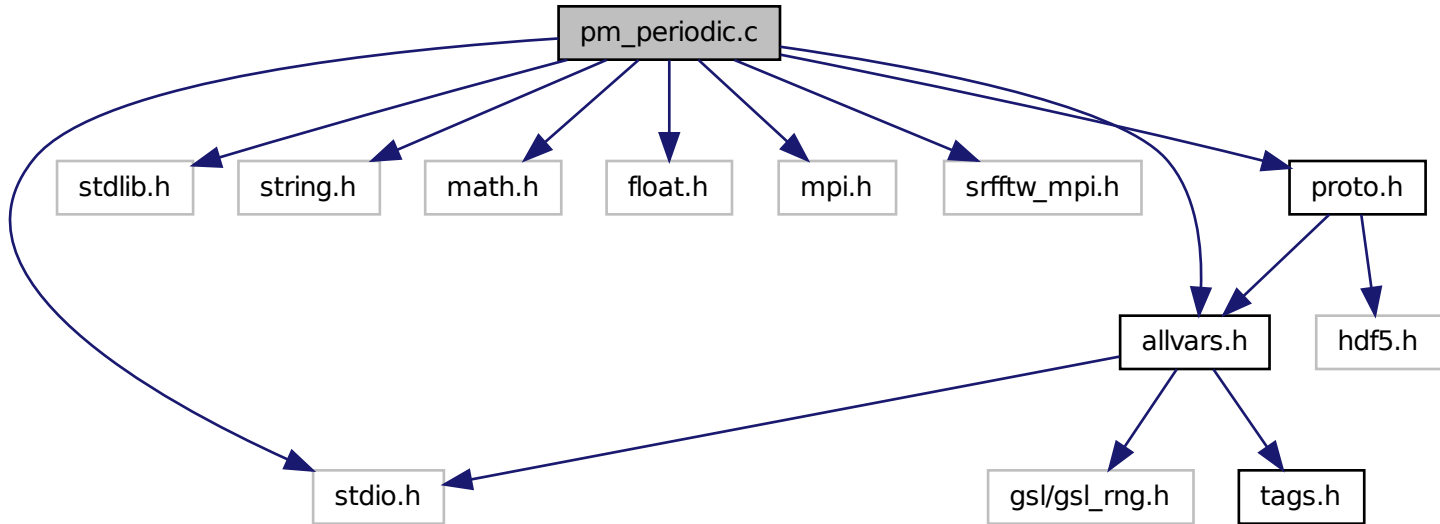 pm_periodic.c
stdlib.h
string.h
math.h
float.h
mpi.h
srfftw_mpi.h
proto.h
allvars.h
hdf5.h
stdio.h
gsl/gsl_rng.h
tags.h